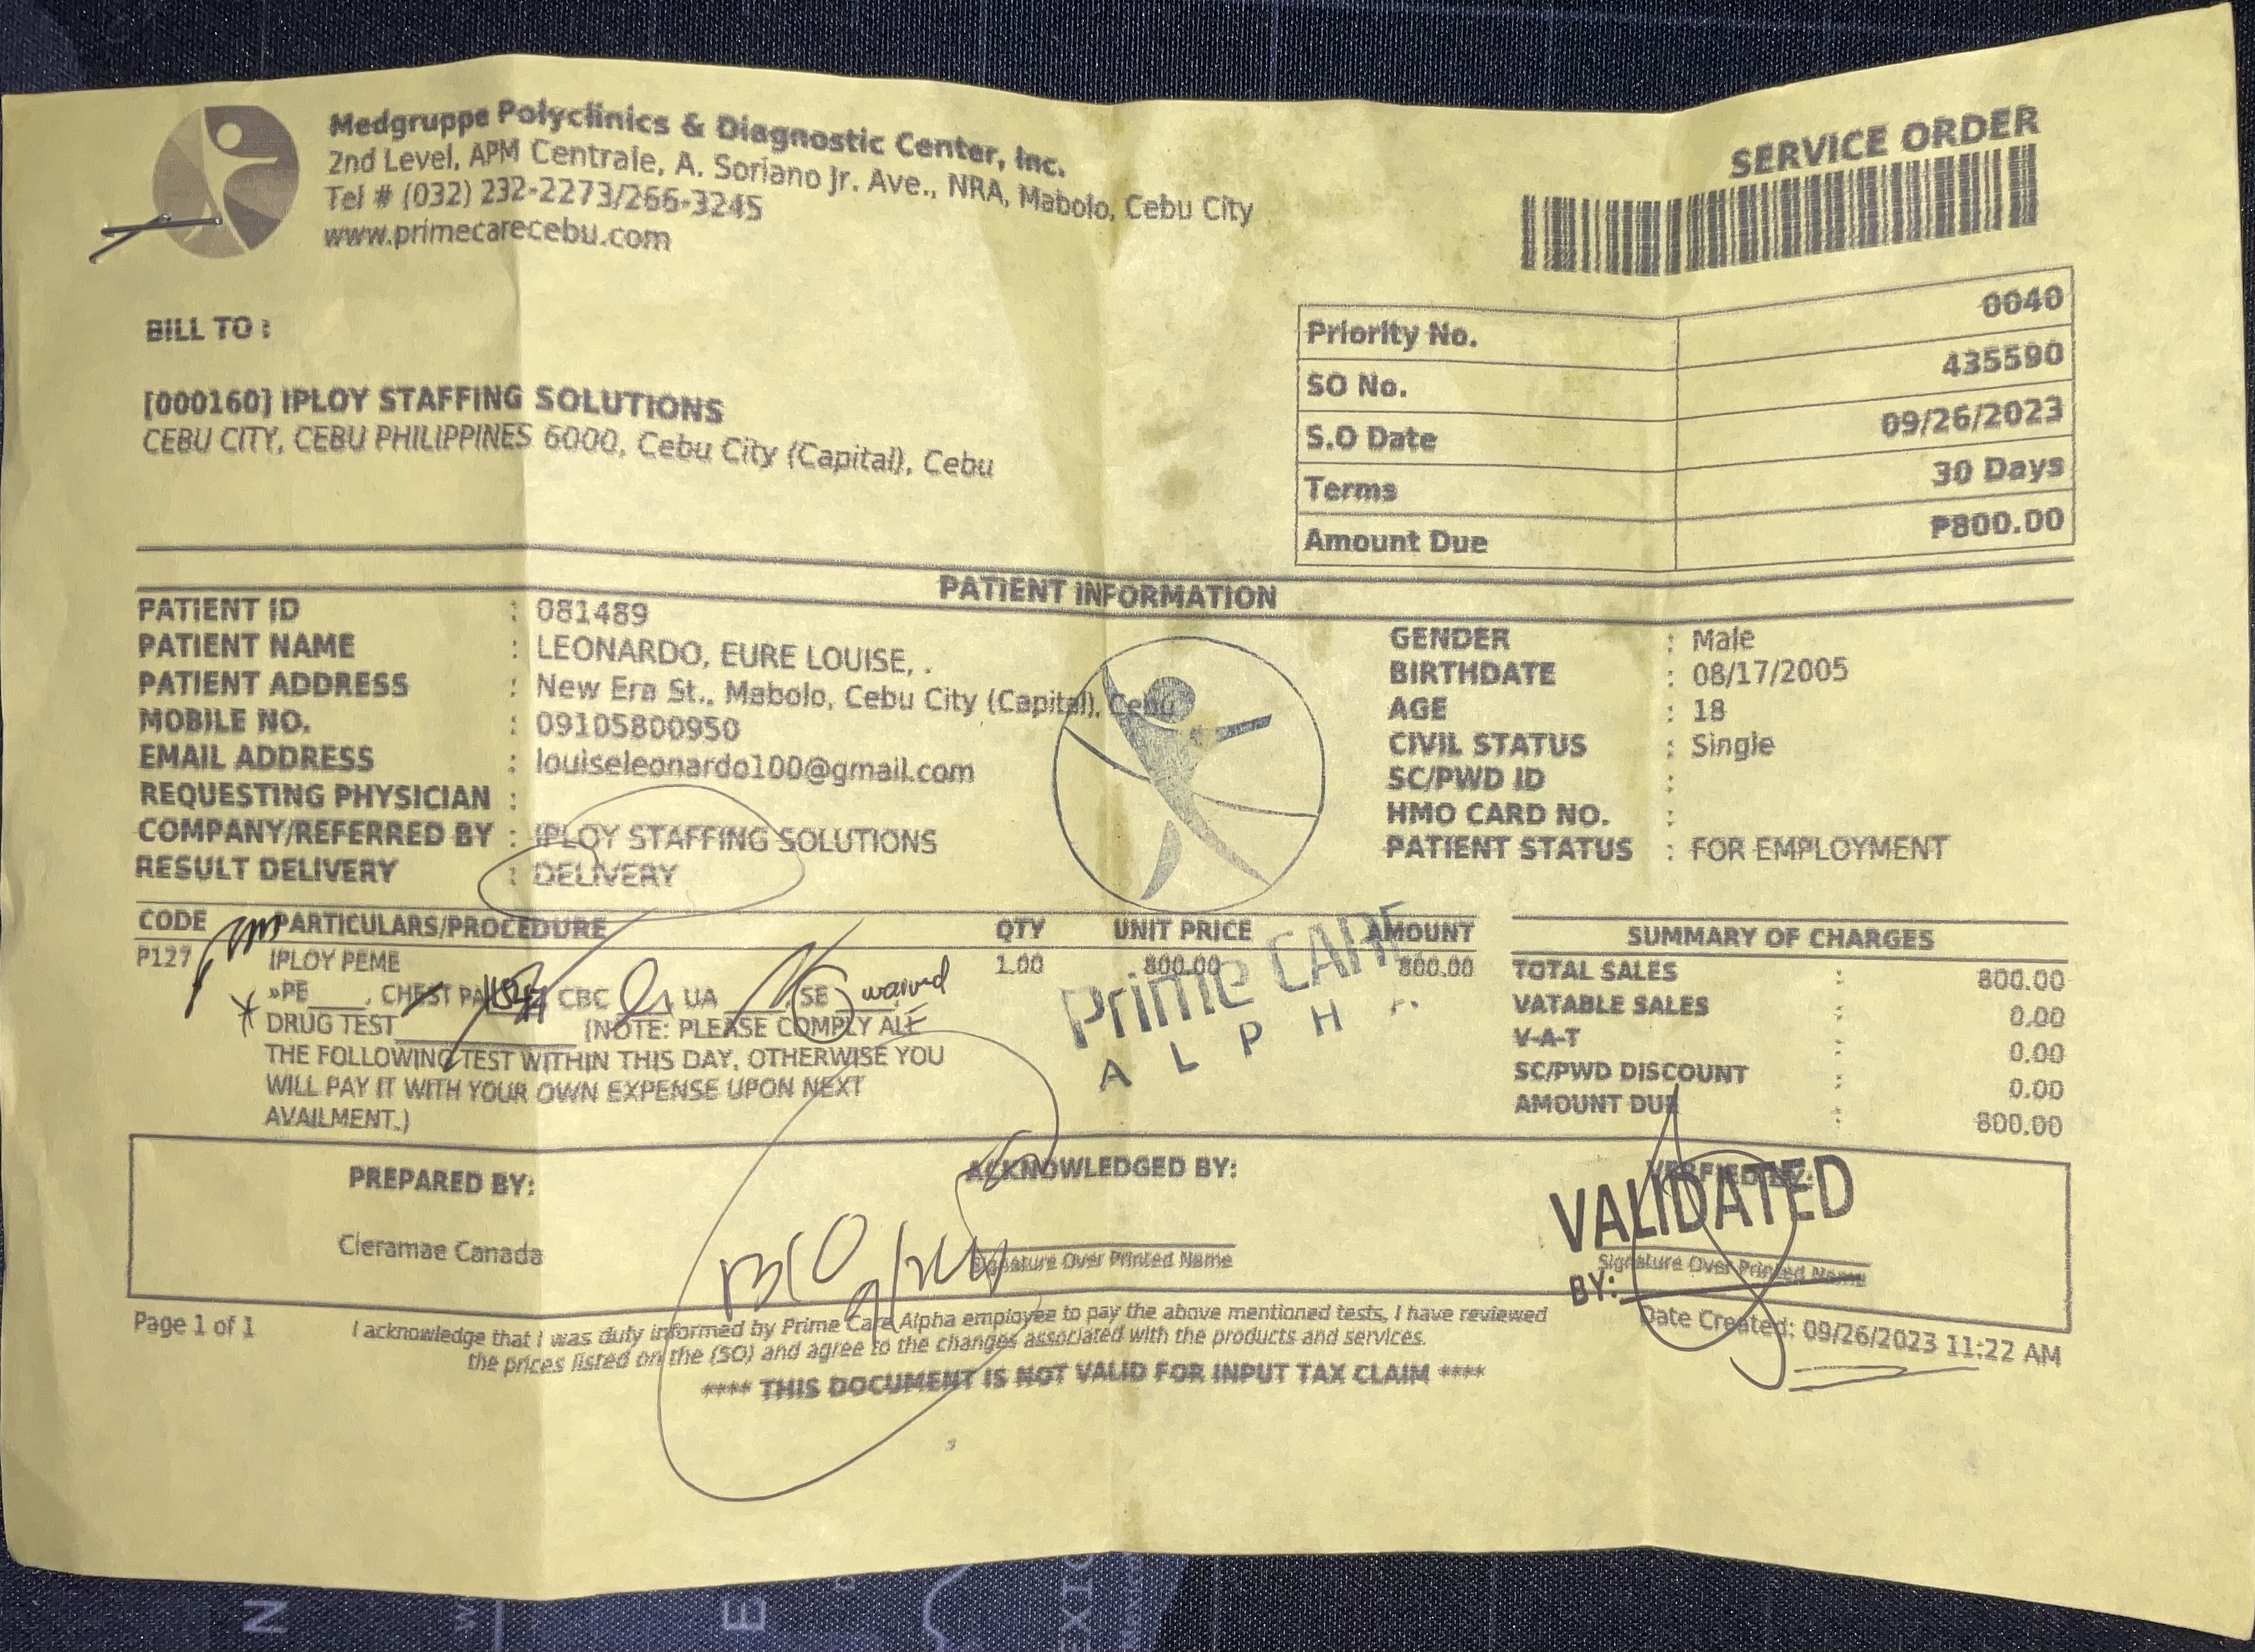 Medgruppe Polyclinics & Diagnostic Center, Inc.
2nd Level, APM Centrale, A. Soriano Jr. Ave., NRA, Mabolo, Cebu City
Tel # (032) 232-2273/266-3245
www.primecarecebu.com
SERVICE ORDER
BILL TO :
[000160] IPLOY STAFFING SOLUTIONS
CEBU CITY, CEBU PHILIPPINES 6000, Cebu City (Capital), Cebu
Priority No. 0040
SO No. 435590
S.O Date 09/26/2023
Terms 30 Days
Amount Due ₱800.00
PATIENT INFORMATION
PATIENT ID : 081489
PATIENT NAME : LEONARDO, EURE LOUISE, .
PATIENT ADDRESS : New Era St., Mabolo, Cebu City (Capital), Cebu
MOBILE NO. : 09105800950
EMAIL ADDRESS : louiseleonardo100@gmail.com
REQUESTING PHYSICIAN :
COMPANY/REFERRED BY : IPLOY STAFFING SOLUTIONS
RESULT DELIVERY : DELIVERY
GENDER : Male
BIRTHDATE : 08/17/2005
AGE : 18
CIVIL STATUS : Single
SC/PWD ID :
HMO CARD NO. :
PATIENT STATUS : FOR EMPLOYMENT
CODE PARTICULARS/PROCEDURE QTY UNIT PRICE AMOUNT
P127 IPLOY PEME 1.00 800.00 800.00
»PE____, CHEST PA CBC , UA , SE waived
* DRUG TEST (NOTE: PLEASE COMPLY ALL
THE FOLLOWING TEST WITHIN THIS DAY, OTHERWISE YOU
WILL PAY IT WITH YOUR OWN EXPENSE UPON NEXT
AVAILMENT.)
Prime CARE
ALPHA
SUMMARY OF CHARGES
TOTAL SALES : 800.00
VATABLE SALES : 0.00
V-A-T : 0.00
SC/PWD DISCOUNT : 0.00
AMOUNT DUE : 800.00
PREPARED BY:
Cleramae Canada
ACKNOWLEDGED BY:
Signature Over Printed Name
VERIFIED BY:
VALIDATED
Signature Over Printed Name
BY:
Page 1 of 1
I acknowledge that I was duly informed by Prime Care Alpha employee to pay the above mentioned tests, I have reviewed
the prices listed on the (SO) and agree to the changes associated with the products and services.
Date Created: 09/26/2023 11:22 AM
**** THIS DOCUMENT IS NOT VALID FOR INPUT TAX CLAIM ****